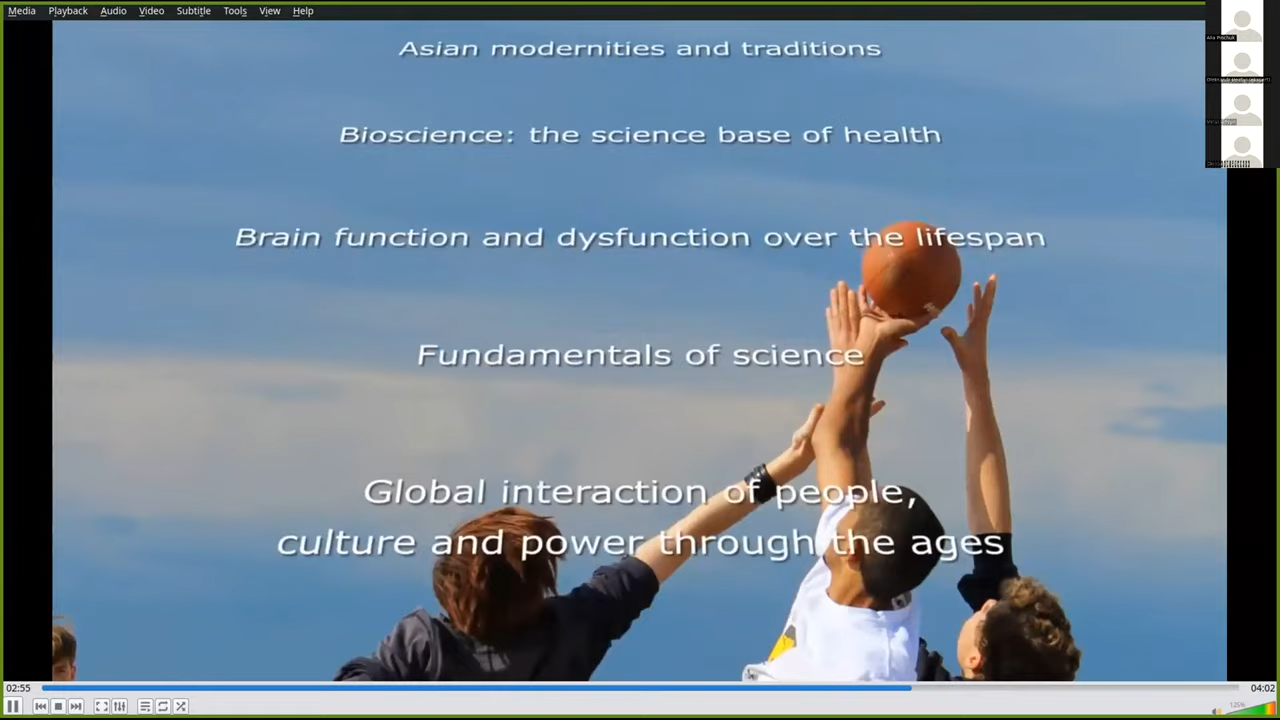 Media Playback Audio Video Subtitle Tools View Help
Asian modernities and traditions
Bioscience: the science base of health
Brain function and dysfunction over the lifespan
Fundamentals of science
Global interaction of people,
culture and power through the ages
02:55
04:02
125%